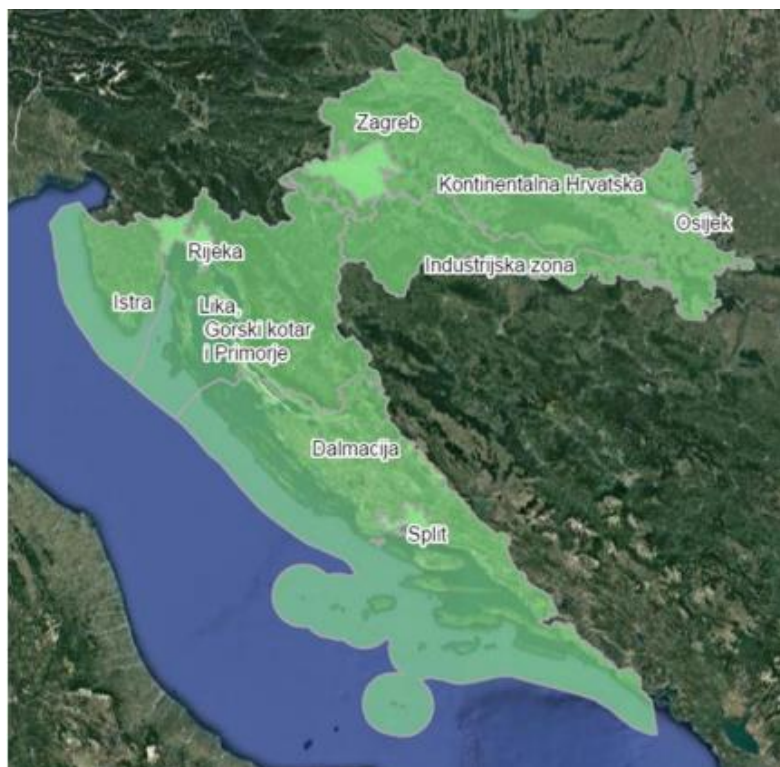 Zagreb
Kontinentalna Hrvatska
Osijek
Rijeka
Industrijska zona
Istra
Lika,
Gorski kotar
i Primorje
Dalmacija
Split